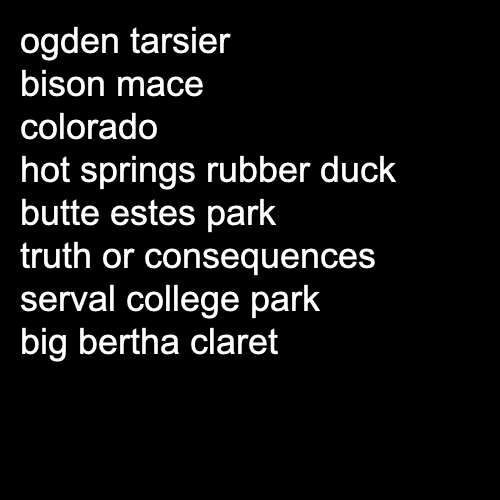 ogden tarsier
bison mace
colorado
hot springs rubber duck
butte estes park
truth or consequences
serval college park
big bertha claret